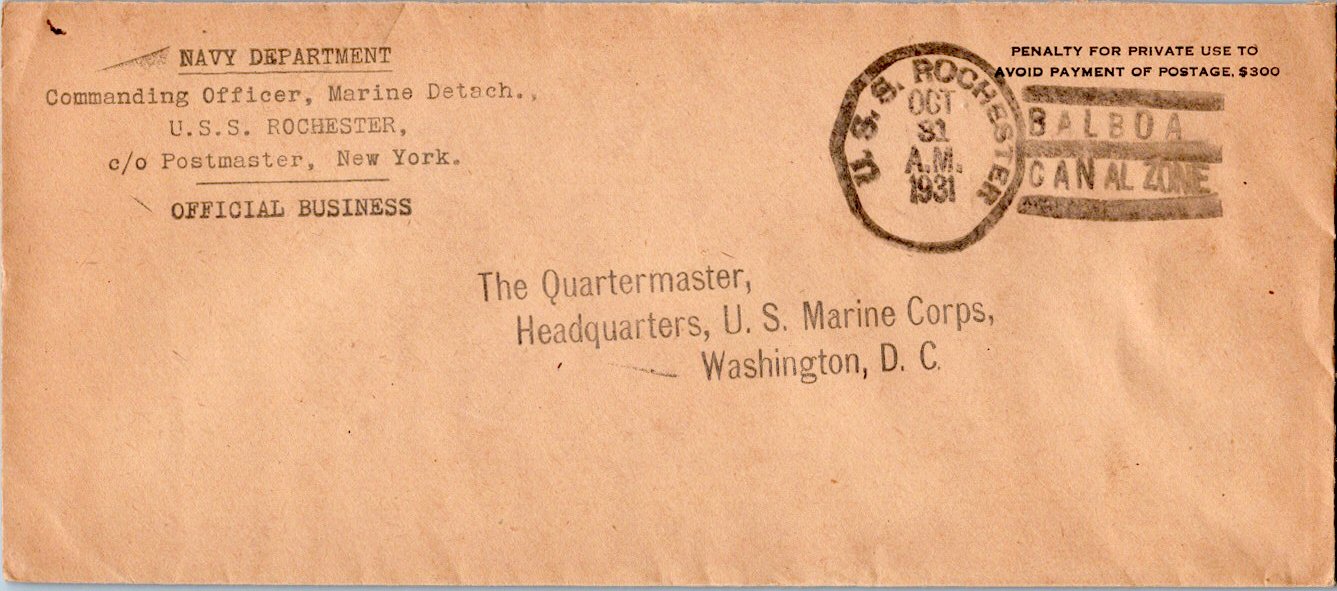 NAVY DEPARTMENT
Commanding Officer, Marine Detach.,
U.S.S. ROCHESTER,
c/o Postmaster, New York.
OFFICIAL BUSINESS
U. S. S. ROCHESTER
OCT
31
A.M.
1931
PENALTY FOR PRIVATE USE TO
AVOID PAYMENT OF POSTAGE, $300
BALBOA
CANAL ZONE
The Quartermaster,
Headquarters, U. S. Marine Corps,
Washington, D. C.